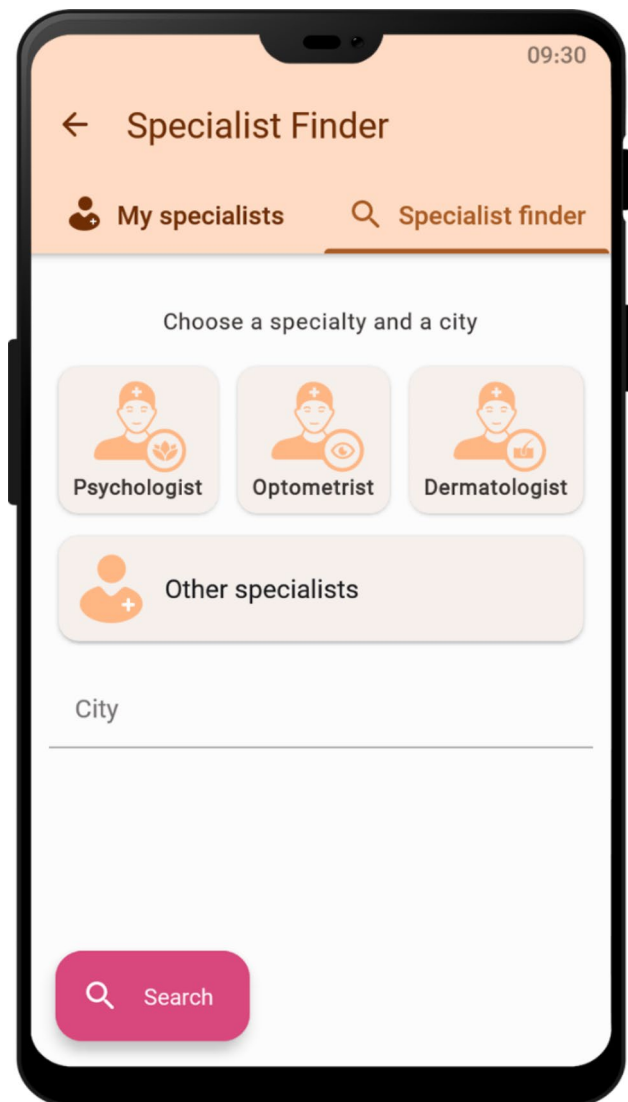 09:30
Specialist Finder
My specialists Specialist finder
Choose a specialty and a city
Psychologist Optometrist Dermatologist
Other specialists
City
Search